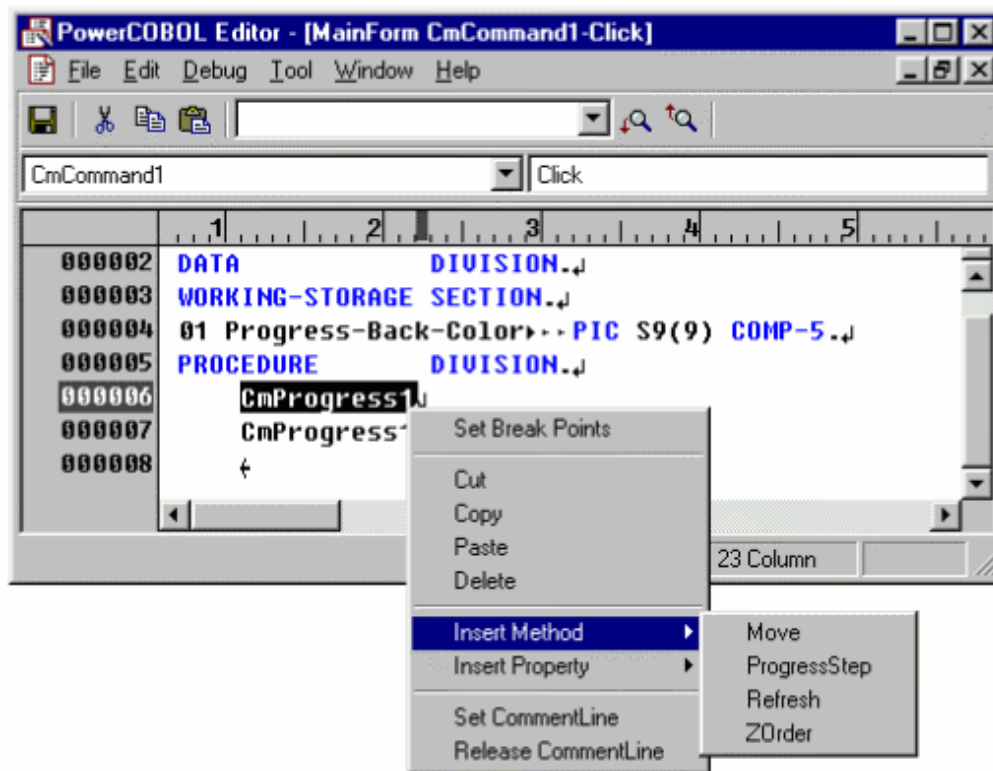 PowerCOBOL Editor - [MainForm CmCommand1-Click]
File Edit Debug Tool Window Help
CmCommand1 Click
1 2 3 4 5
000002 DATA DIVISION.
000003 WORKING-STORAGE SECTION.
000004 01 Progress-Back-Color PIC S9(9) COMP-5.
000005 PROCEDURE DIVISION.
000006 CmProgress1
000007 CmProgress1
000008
23 Column
Set Break Points
Cut
Copy
Paste
Delete
Insert Method
Insert Property
Set CommentLine
Release CommentLine
Move
ProgressStep
Refresh
ZOrder